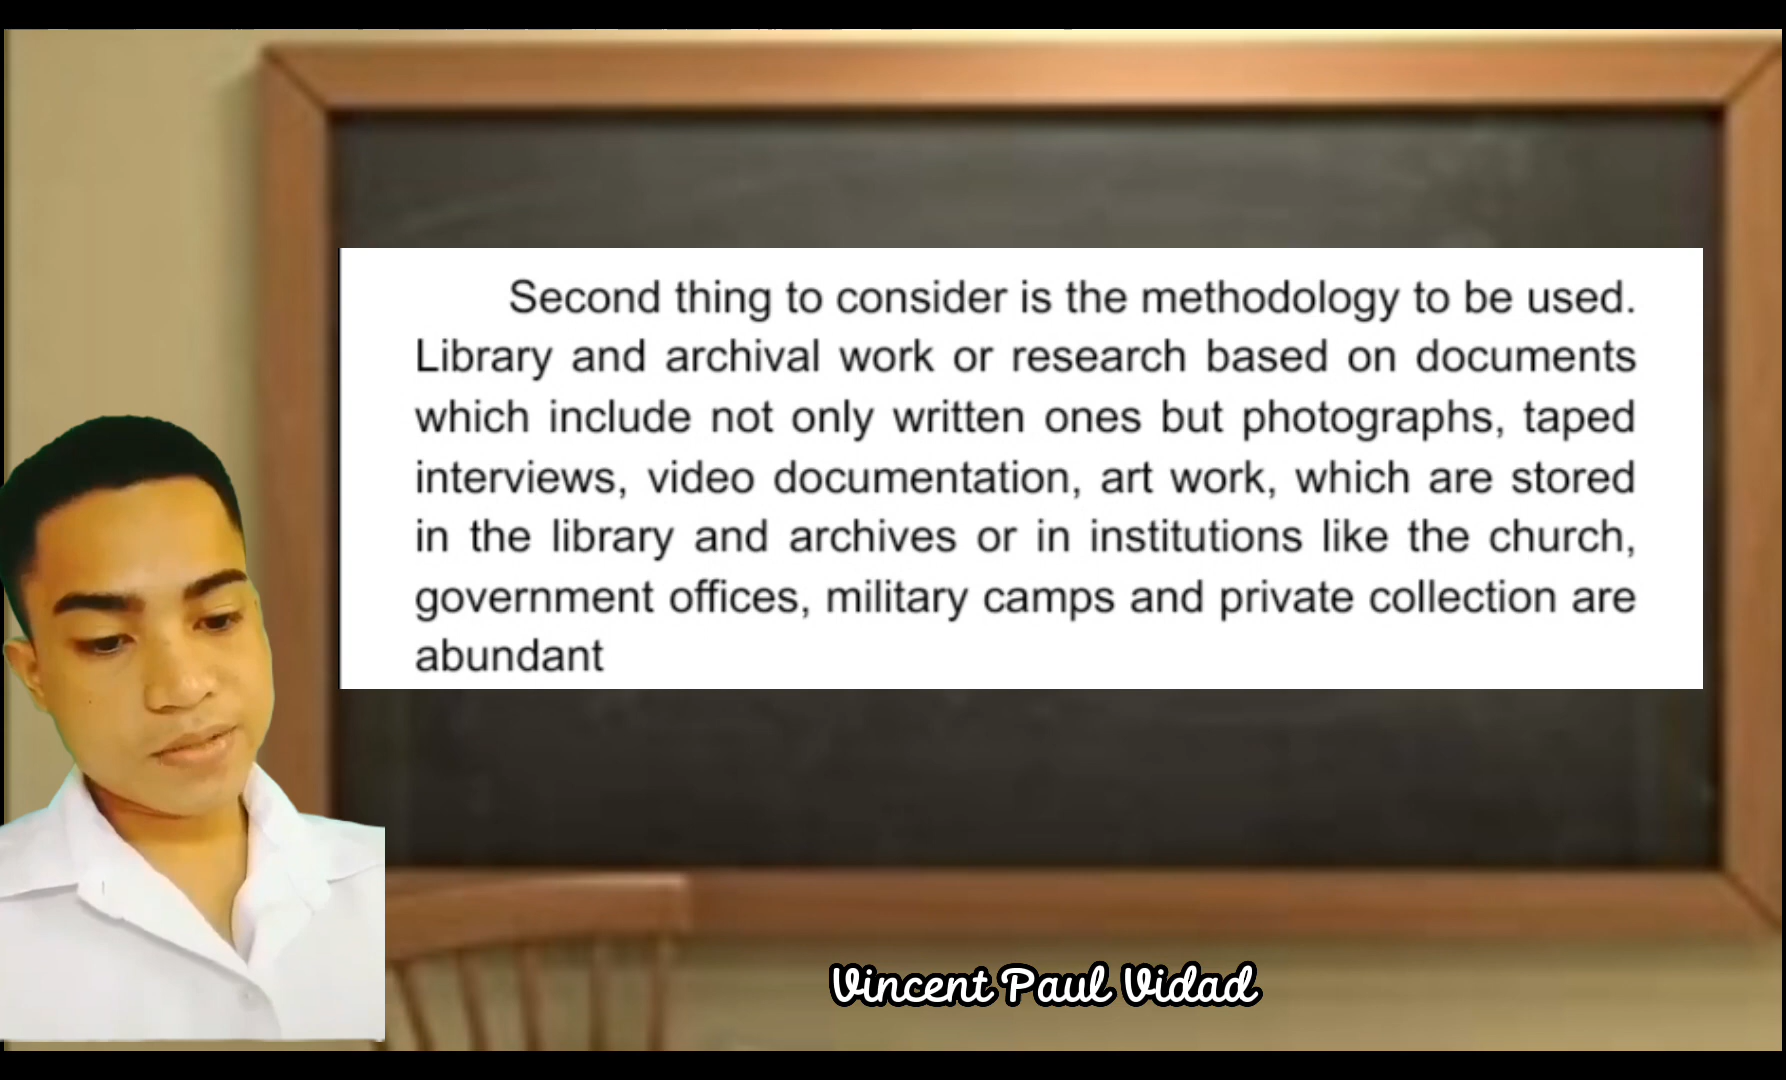 Second thing to consider is the methodology to be used.
Library and archival work or research based on documents
which include not only written ones but photographs, taped
interviews, video documentation, art work, which are stored
in the library and archives or in institutions like the church,
government offices, military camps and private collection are
abundant
Vincent Paul Vidad